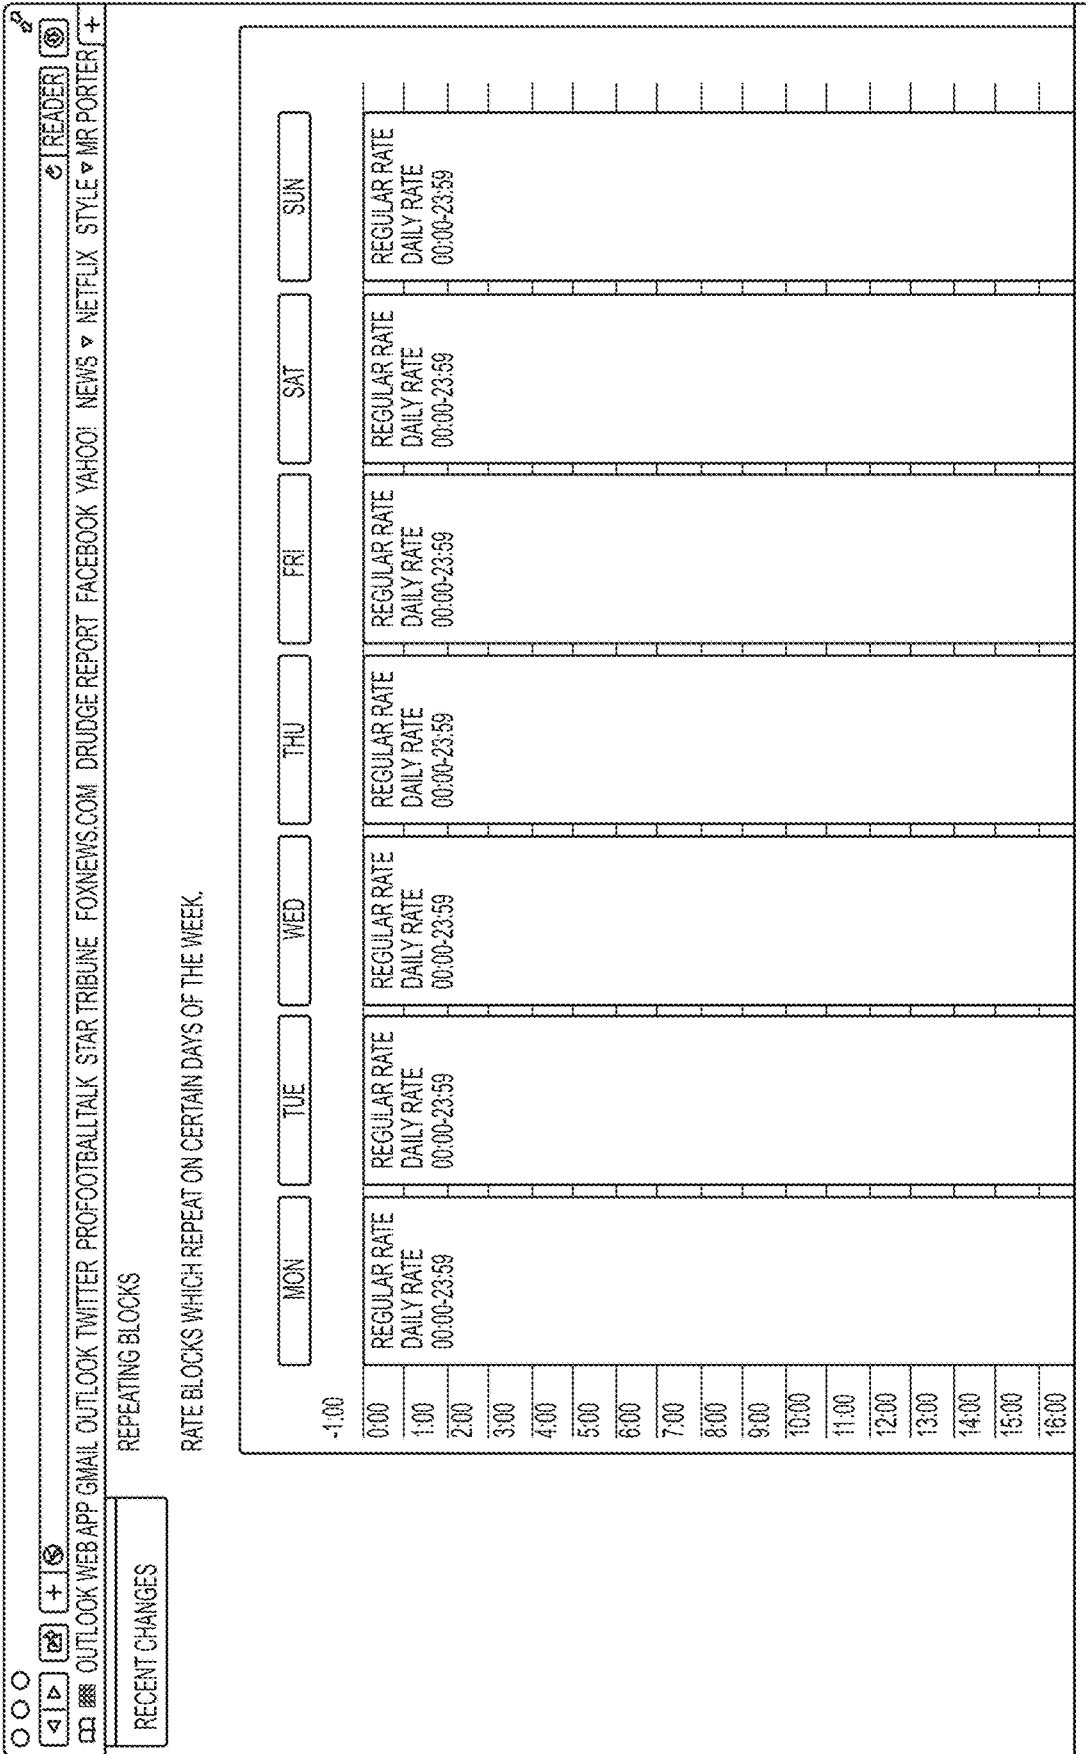 READER
OUTLOOK WEB APP GMAIL OUTLOOK TWITTER PROFOOTBALLTALK STAR TRIBUNE FOXNEWS.COM DRUDGE REPORT FACEBOOK YAHOO! NEWS NETFLIX STYLE MR PORTER +
RECENT CHANGES
REPEATING BLOCKS
RATE BLOCKS WHICH REPEAT ON CERTAIN DAYS OF THE WEEK.
MON TUE WED THU FRI SAT SUN
-1:00
0:00
REGULAR RATE REGULAR RATE REGULAR RATE REGULAR RATE REGULAR RATE REGULAR RATE REGULAR RATE
DAILY RATE DAILY RATE DAILY RATE DAILY RATE DAILY RATE DAILY RATE DAILY RATE
1:00
00:00-23:59 00:00-23:59 00:00-23:59 00:00-23:59 00:00-23:59 00:00-23:59 00:00-23:59
2:00
3:00
4:00
5:00
6:00
7:00
8:00
9:00
10:00
11:00
12:00
13:00
14:00
15:00
16:00